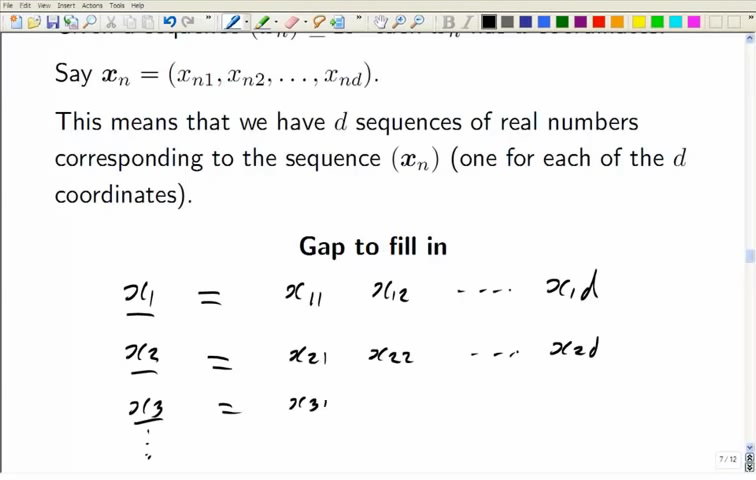 File Edit View Insert Actions Tools Help
Say xₙ = (xₙ₁, xₙ₂, . . . , xₙd).
This means that we have d sequences of real numbers
corresponding to the sequence (xₙ) (one for each of the d
coordinates).
Gap to fill in
x₁ = x₁₁ x₁₂ ---- x₁d
x₂ = x₂₁ x₂₂ ---- x₂d
x₃ = x₃₁
⋮
7 / 12